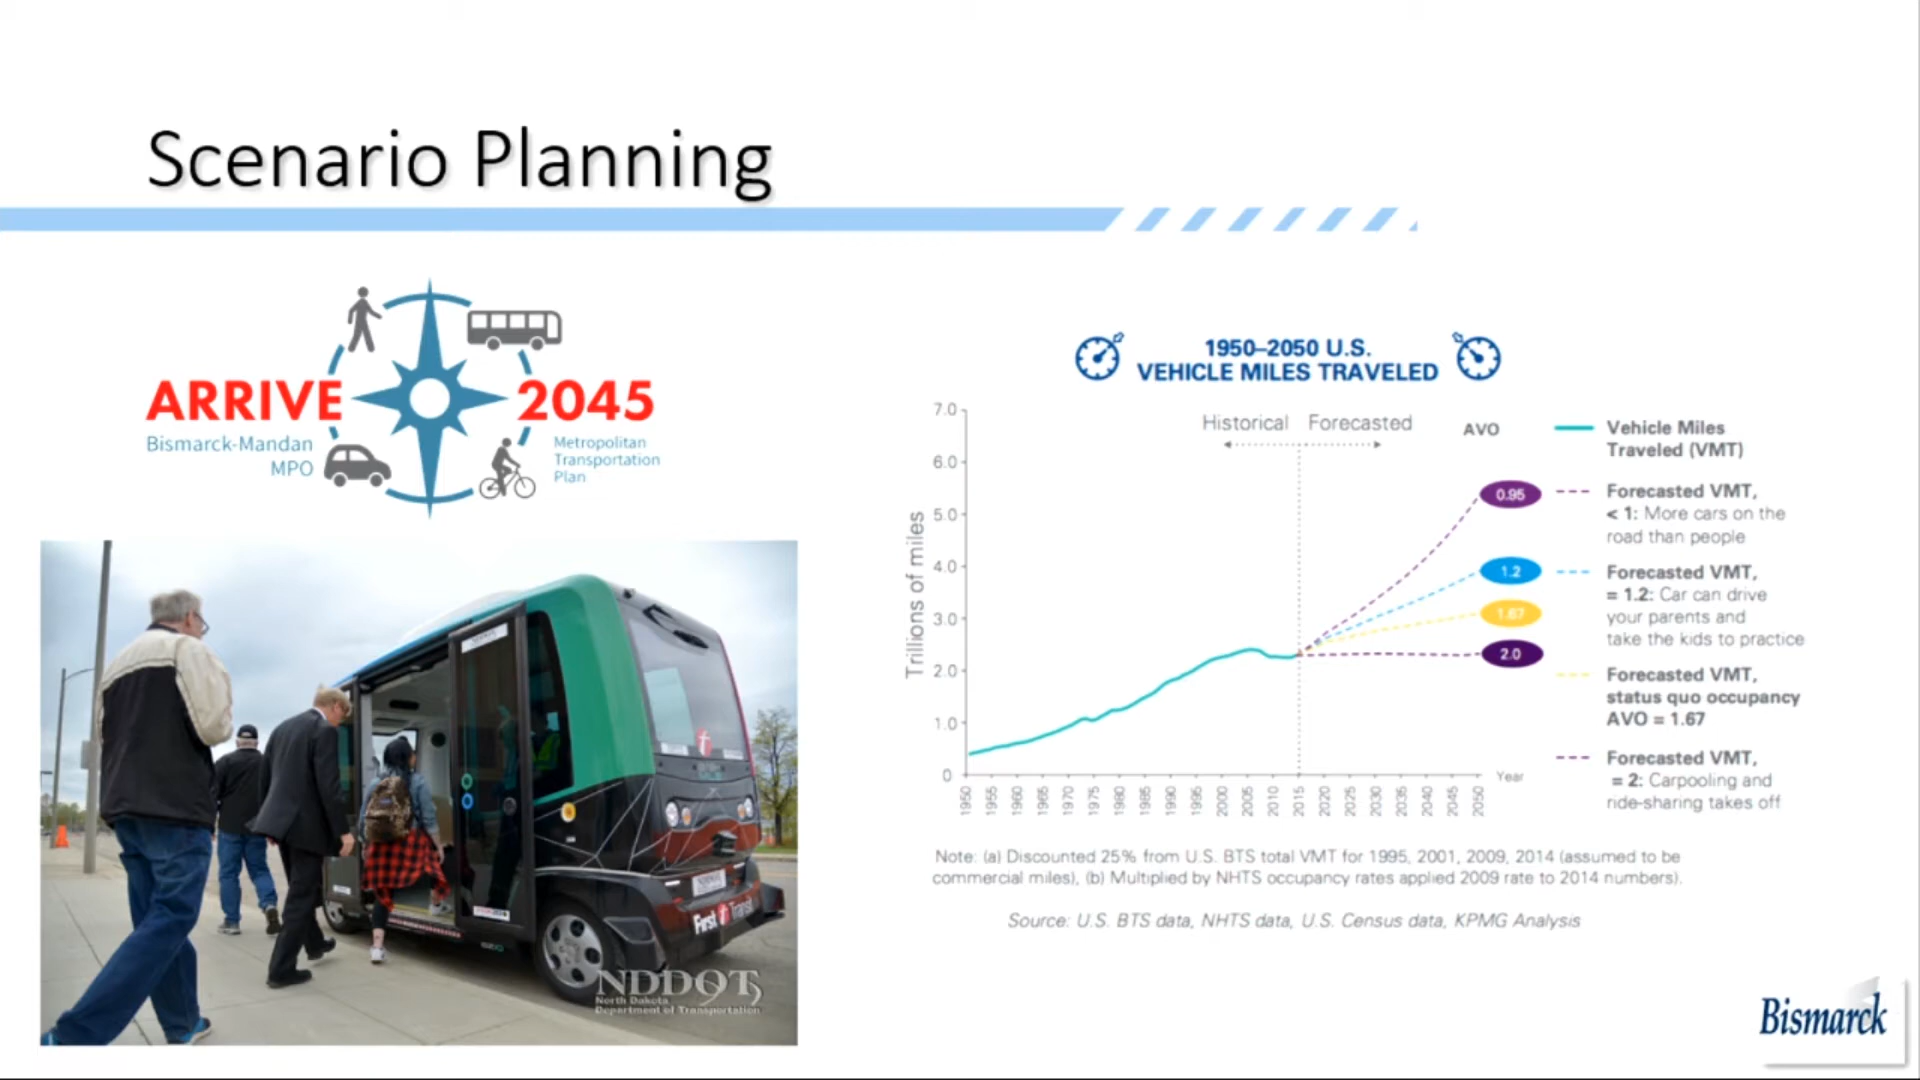 Scenario Planning
ARRIVE 2045
Bismarck-Mandan
MPO
Metropolitan
Transportation
Plan
First Transit
NDDOT
North Dakota
Department of Transportation
1950–2050 U.S.
VEHICLE MILES TRAVELED
Historical Forecasted
AVO
Trillions of miles
7.0
6.0
5.0
4.0
3.0
2.0
1.0
0
0.95
1.2
1.67
2.0
1950 1955 1960 1965 1970 1975 1980 1985 1990 1995 2000 2005 2010 2015 2020 2025 2030 2035 2040 2045 2050
Year
Vehicle Miles
Traveled (VMT)
Forecasted VMT,
< 1: More cars on the
road than people
Forecasted VMT,
= 1.2: Car can drive
your parents and
take the kids to practice
Forecasted VMT,
status quo occupancy
AVO = 1.67
Forecasted VMT,
= 2: Carpooling and
ride-sharing takes off
Note: (a) Discounted 25% from U.S. BTS total VMT for 1995, 2001, 2009, 2014 (assumed to be
commercial miles), (b) Multiplied by NHTS occupancy rates applied 2009 rate to 2014 numbers).
Source: U.S. BTS data, NHTS data, U.S. Census data, KPMG Analysis
Bismarck